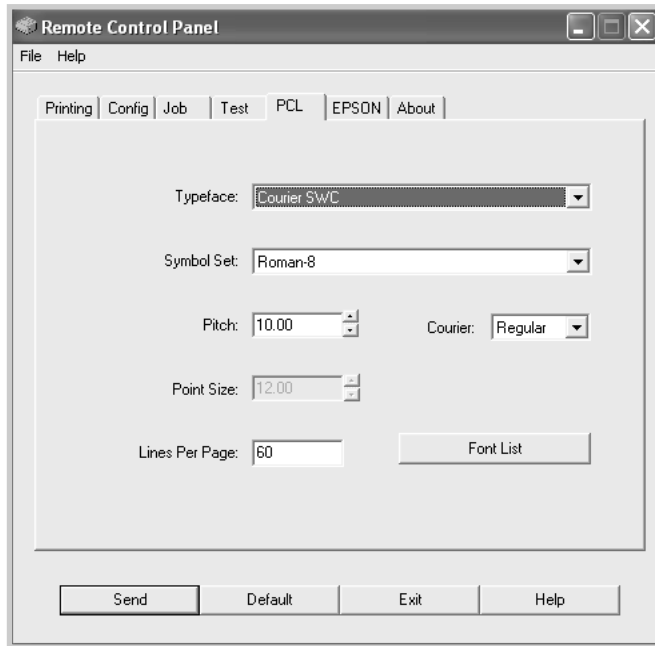 Remote Control Panel
File Help
Printing Config Job Test PCL EPSON About
Typeface: Courier SWC
Symbol Set: Roman-8
Pitch: 10.00 Courier: Regular
Point Size: 12.00
Lines Per Page: 60 Font List
Send Default Exit Help